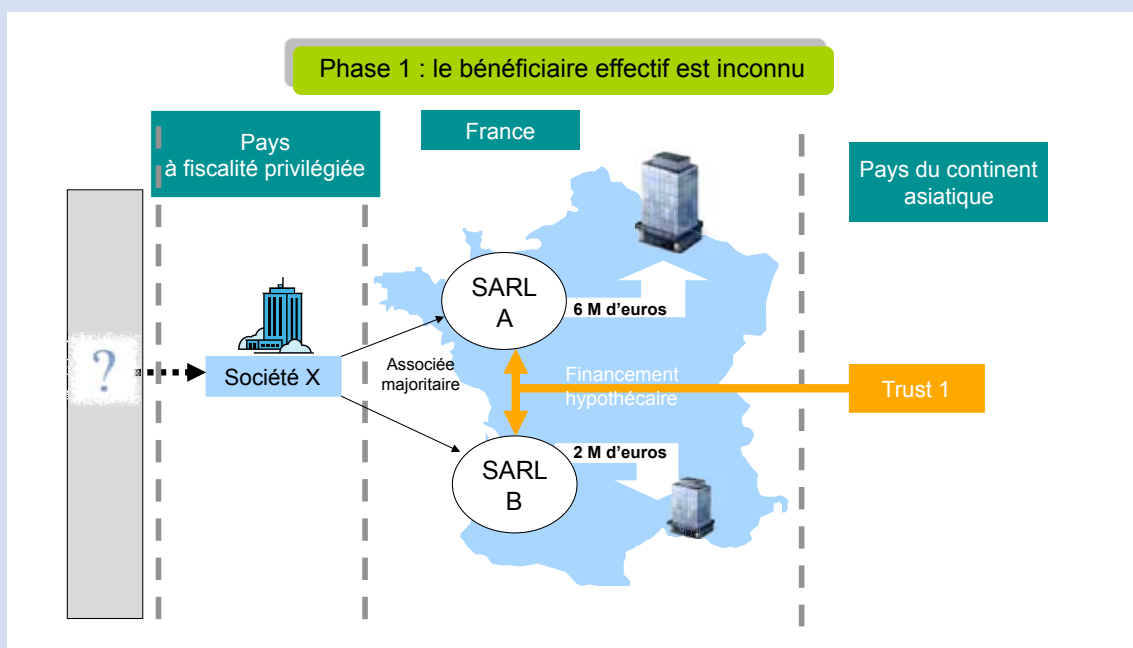 Phase 1 : le bénéficiaire effectif est inconnu
Pays
à fiscalité privilégiée
France
Pays du continent
asiatique
SARL
A
6 M d’euros
?
Société X
Associée
majoritaire
Financement
hypothécaire
Trust 1
SARL
B
2 M d’euros